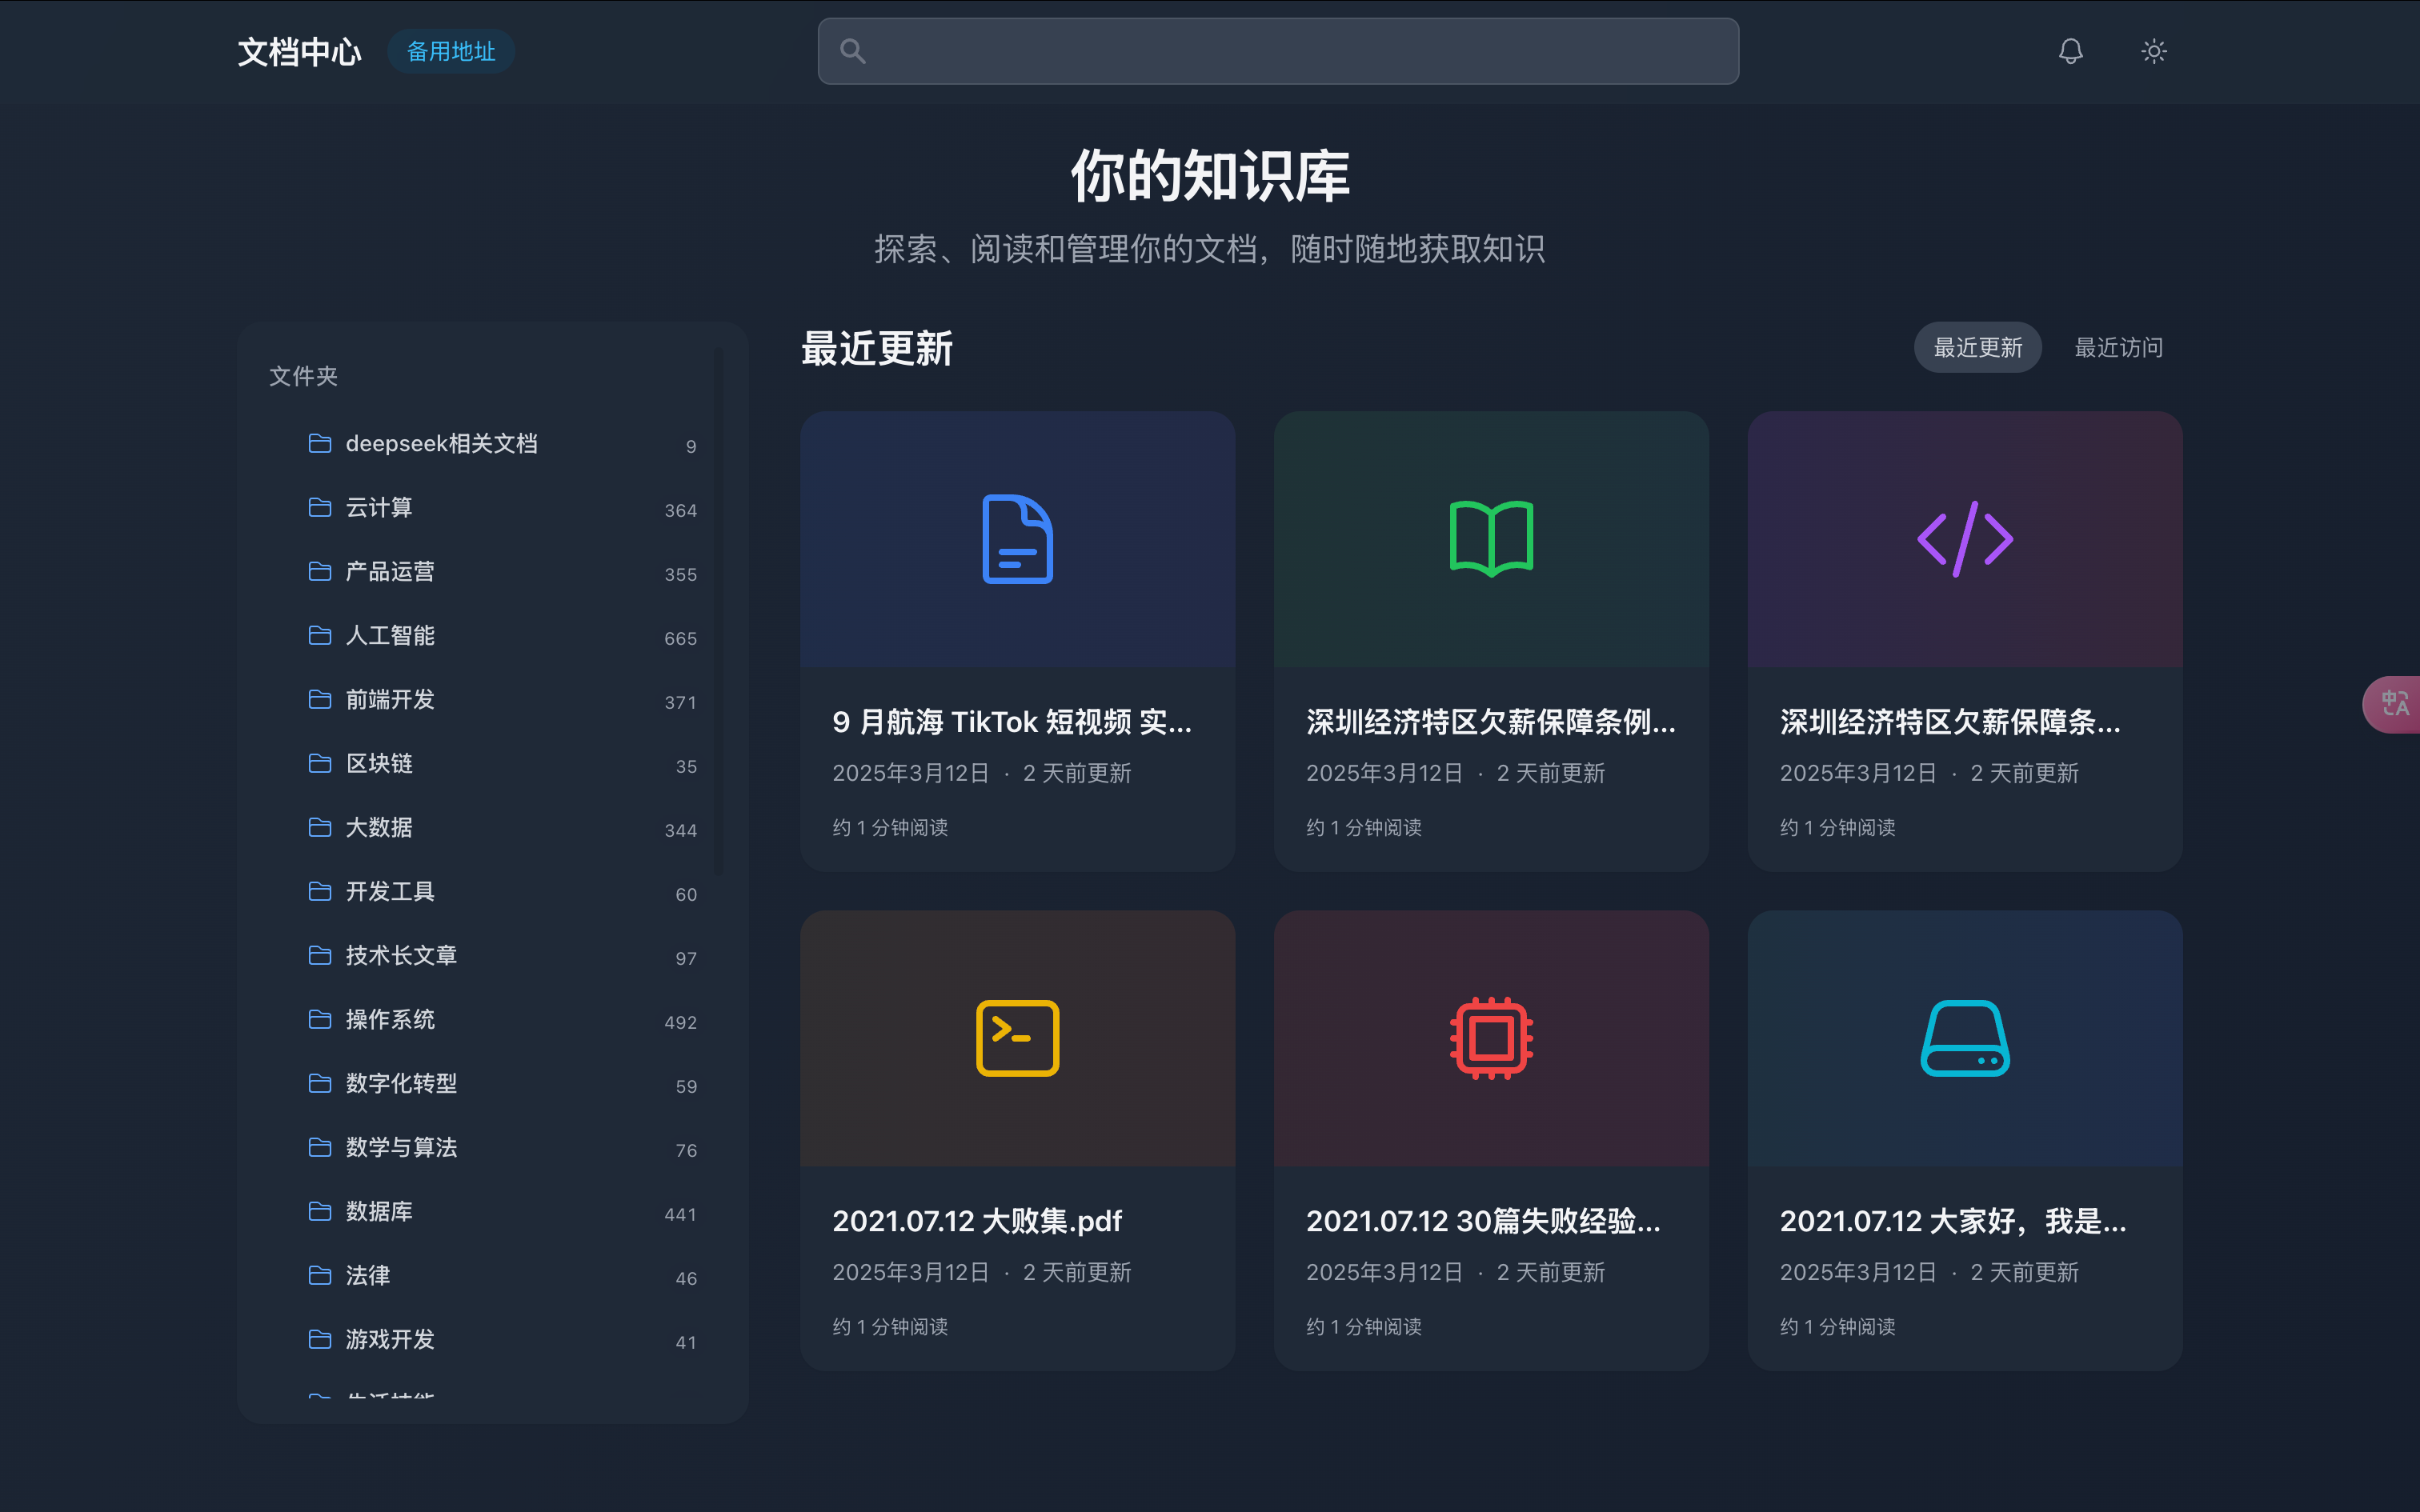 文档中心
备用地址
你的知识库
探索、阅读和管理你的文档，随时随地获取知识
文件夹
deepseek相关文档 9
云计算 364
产品运营 355
人工智能 665
前端开发 371
区块链 35
大数据 344
开发工具 60
技术长文章 97
操作系统 492
数字化转型 59
数学与算法 76
数据库 441
法律 46
游戏开发 41
最近更新
最近更新
最近访问
9 月航海 TikTok 短视频 实...
2025年3月12日 · 2 天前更新
约 1 分钟阅读
深圳经济特区欠薪保障条例...
2025年3月12日 · 2 天前更新
约 1 分钟阅读
深圳经济特区欠薪保障条...
2025年3月12日 · 2 天前更新
约 1 分钟阅读
2021.07.12 大败集.pdf
2025年3月12日 · 2 天前更新
约 1 分钟阅读
2021.07.12 30篇失败经验...
2025年3月12日 · 2 天前更新
约 1 分钟阅读
2021.07.12 大家好，我是...
2025年3月12日 · 2 天前更新
约 1 分钟阅读
中A